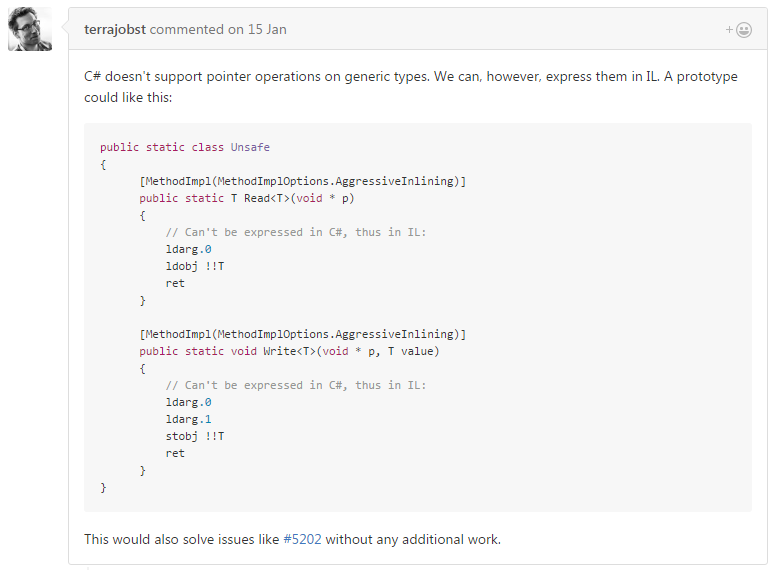 terrajobst commented on 15 Jan
C# doesn't support pointer operations on generic types. We can, however, express them in IL. A prototype
could like this:
public static class Unsafe
{
[MethodImpl(MethodImplOptions.AggressiveInlining)]
public static T Read<T>(void * p)
{
// Can't be expressed in C#, thus in IL:
ldarg.0
ldobj !!T
ret
}
[MethodImpl(MethodImplOptions.AggressiveInlining)]
public static void Write<T>(void * p, T value)
{
// Can't be expressed in C#, thus in IL:
ldarg.0
ldarg.1
stobj !!T
ret
}
}
This would also solve issues like #5202 without any additional work.